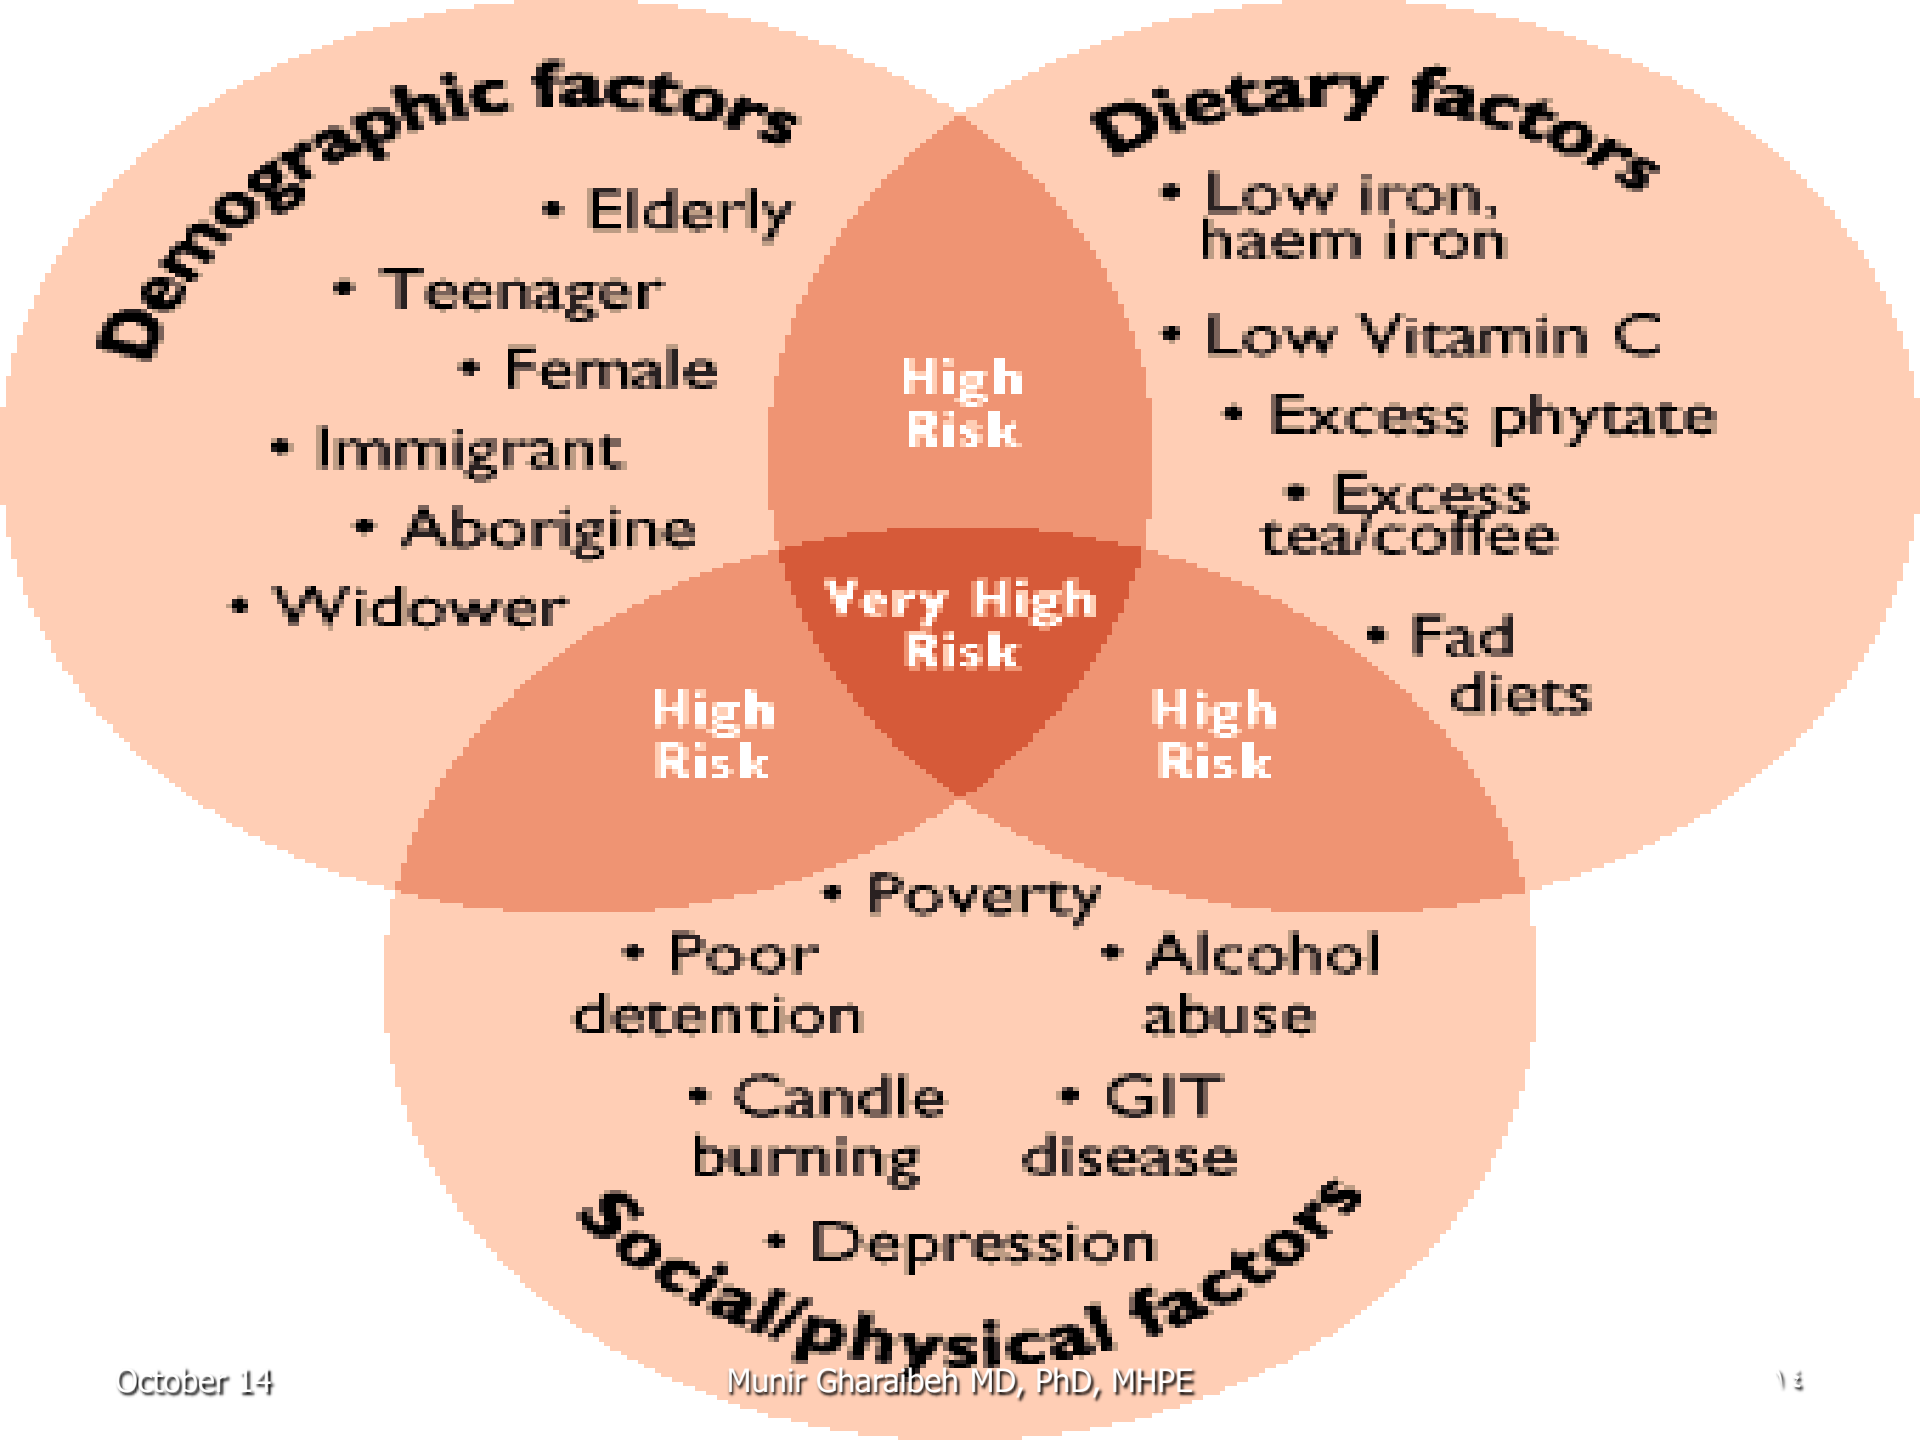 Demographic factors
• Elderly
• Teenager
• Female
• Immigrant
• Aborigine
• Widower
Dietary factors
• Low iron,
haem iron
• Low Vitamin C
• Excess phytate
• Excess
tea/coffee
• Fad
diets
High
Risk
Very High
Risk
High
Risk
High
Risk
• Poverty
• Poor
detention
• Alcohol
abuse
• Candle
burning
• GIT
disease
• Depression
Social/physical factors
October 14
Munir Gharaibeh MD, PhD, MHPE
١٤